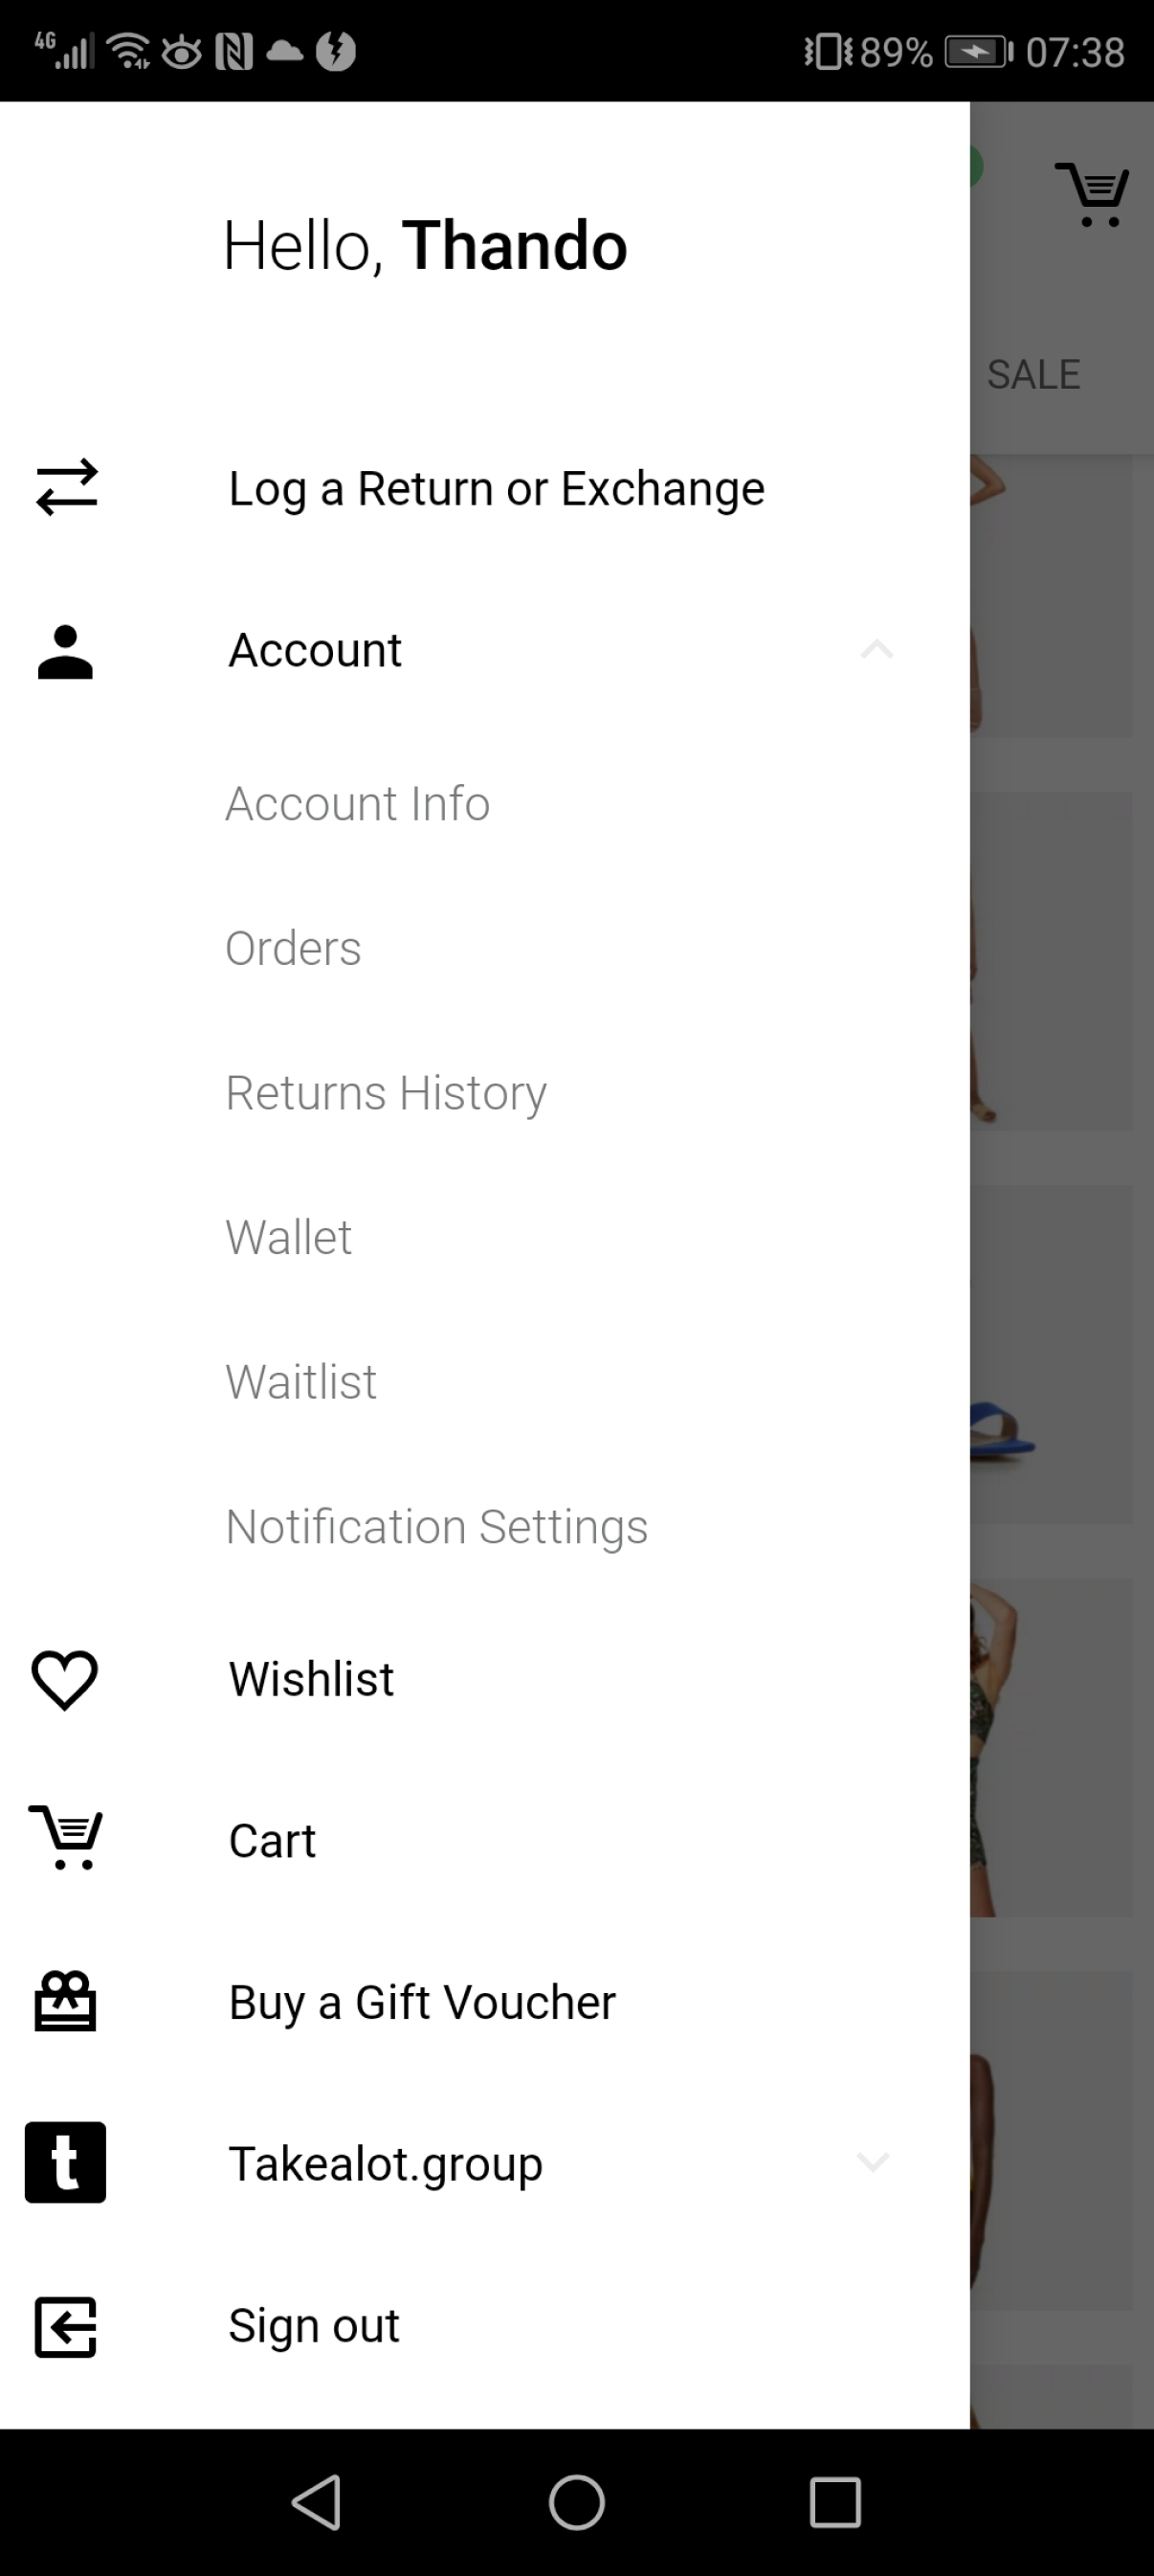 4G 89% 07:38
Hello, Thando
SALE
Log a Return or Exchange
Account
Account Info
Orders
Returns History
Wallet
Waitlist
Notification Settings
Wishlist
Cart
Buy a Gift Voucher
t Takealot.group
Sign out